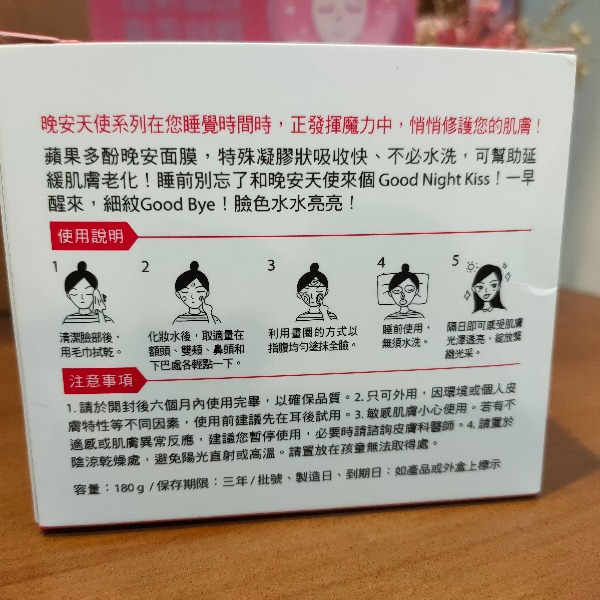 晚安天使系列在您睡覺時間時，正發揮魔力中，悄悄修護您的肌膚！
蘋果多酚晚安面膜，特殊凝膠狀吸收快、不必水洗，可幫助延
緩肌膚老化！睡前別忘了和晚安天使來個 Good Night Kiss！一早
醒來，細紋Good Bye！臉色水水亮亮！
使用說明
1
清潔臉部後，
用毛巾拭乾。
2
化妝水後，取適量在
額頭、雙頰、鼻頭和
下巴處各輕點一下。
3
利用畫圈的方式以
指腹均勻塗抹全臉。
4
睡前使用，
無須水洗。
5
隔日即可感受肌膚
光澤透亮，綻放葉
鐵光采。
注意事項
1. 請於開封後六個月內使用完畢，以確保品質。2. 只可外用，因環境或個人皮
膚特性等不同因素，使用前建議先在耳後試用。3. 敏感肌膚小心使用。若有不
適感或肌膚異常反應，建議您暫停使用，必要時請諮詢皮膚科醫師。4. 請置於
陰涼乾燥處，避免陽光直射或高溫。請置放在孩童無法取得處。
容量：180 g / 保存期限：三年 / 批號、製造日、到期日：如產品或外盒上標示